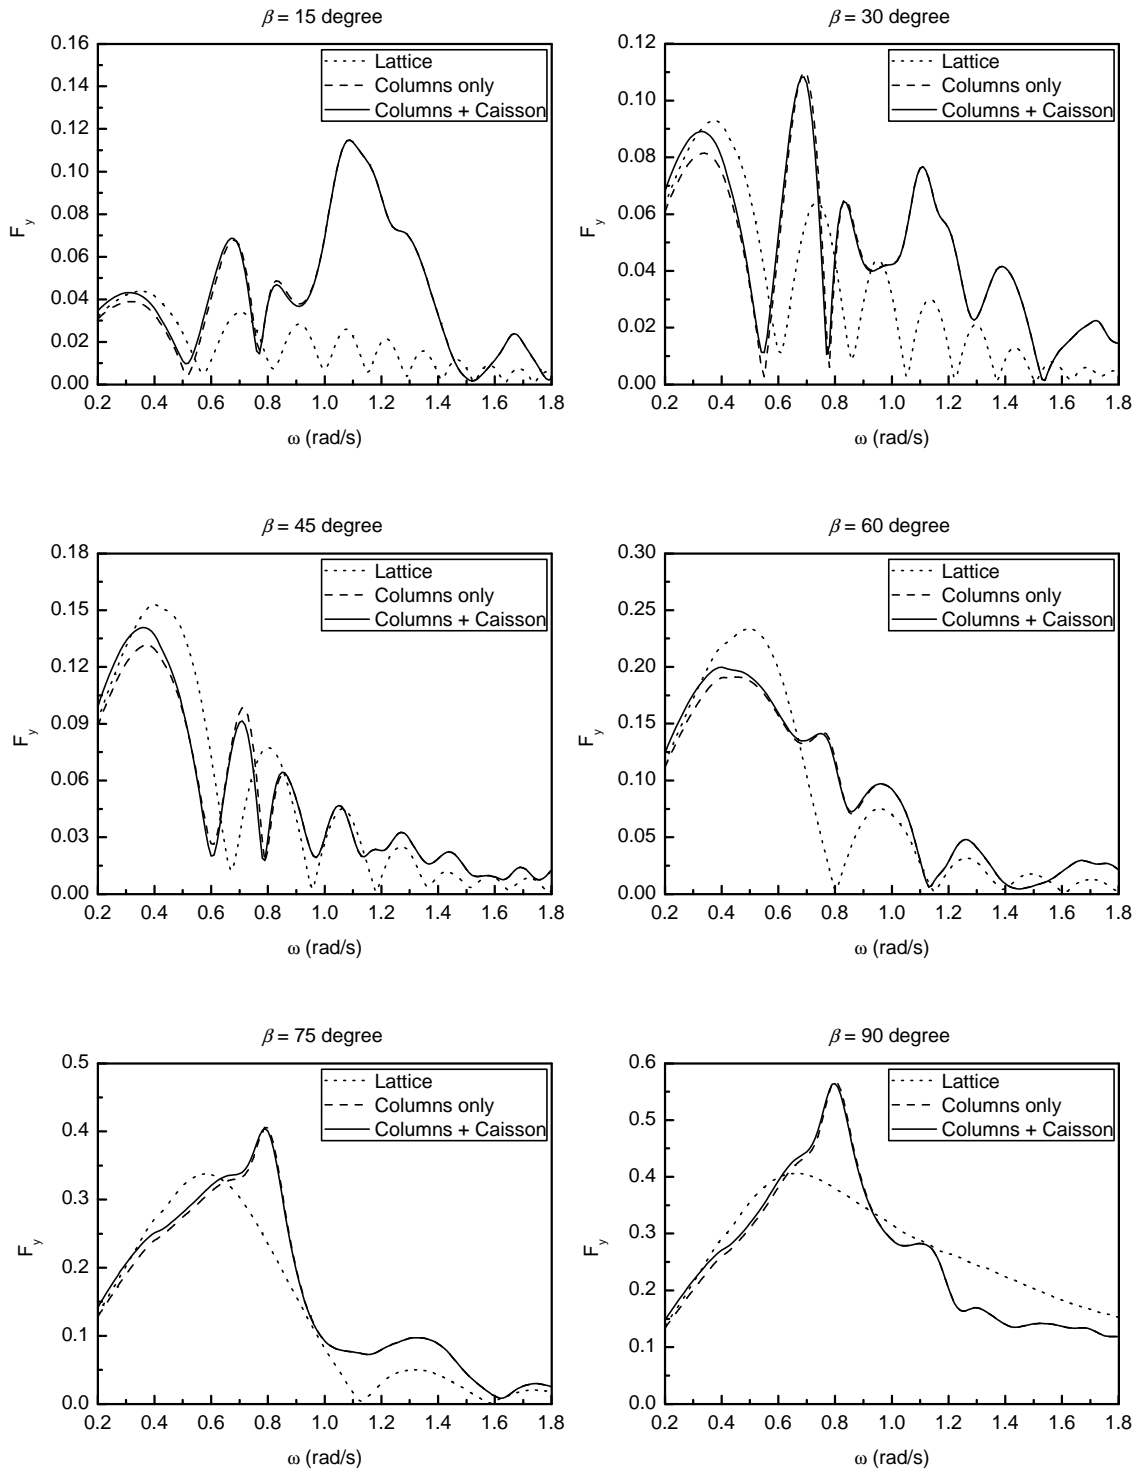 β = 15 degree
0.16
0.14
0.12
0.10
0.08
0.06
0.04
0.02
0.00
F_y
Lattice
Columns only
Columns + Caisson
0.2 0.4 0.6 0.8 1.0 1.2 1.4 1.6 1.8
ω (rad/s)
β = 30 degree
0.12
0.10
0.08
0.06
0.04
0.02
0.00
F_y
Lattice
Columns only
Columns + Caisson
0.2 0.4 0.6 0.8 1.0 1.2 1.4 1.6 1.8
ω (rad/s)
β = 45 degree
0.18
0.15
0.12
0.09
0.06
0.03
0.00
F_y
Lattice
Columns only
Columns + Caisson
0.2 0.4 0.6 0.8 1.0 1.2 1.4 1.6 1.8
ω (rad/s)
β = 60 degree
0.30
0.25
0.20
0.15
0.10
0.05
0.00
F_y
Lattice
Columns only
Columns + Caisson
0.2 0.4 0.6 0.8 1.0 1.2 1.4 1.6 1.8
ω (rad/s)
β = 75 degree
0.5
0.4
0.3
0.2
0.1
0.0
F_y
Lattice
Columns only
Columns + Caisson
0.2 0.4 0.6 0.8 1.0 1.2 1.4 1.6 1.8
ω (rad/s)
β = 90 degree
0.6
0.5
0.4
0.3
0.2
0.1
0.0
F_y
Lattice
Columns only
Columns + Caisson
0.2 0.4 0.6 0.8 1.0 1.2 1.4 1.6 1.8
ω (rad/s)